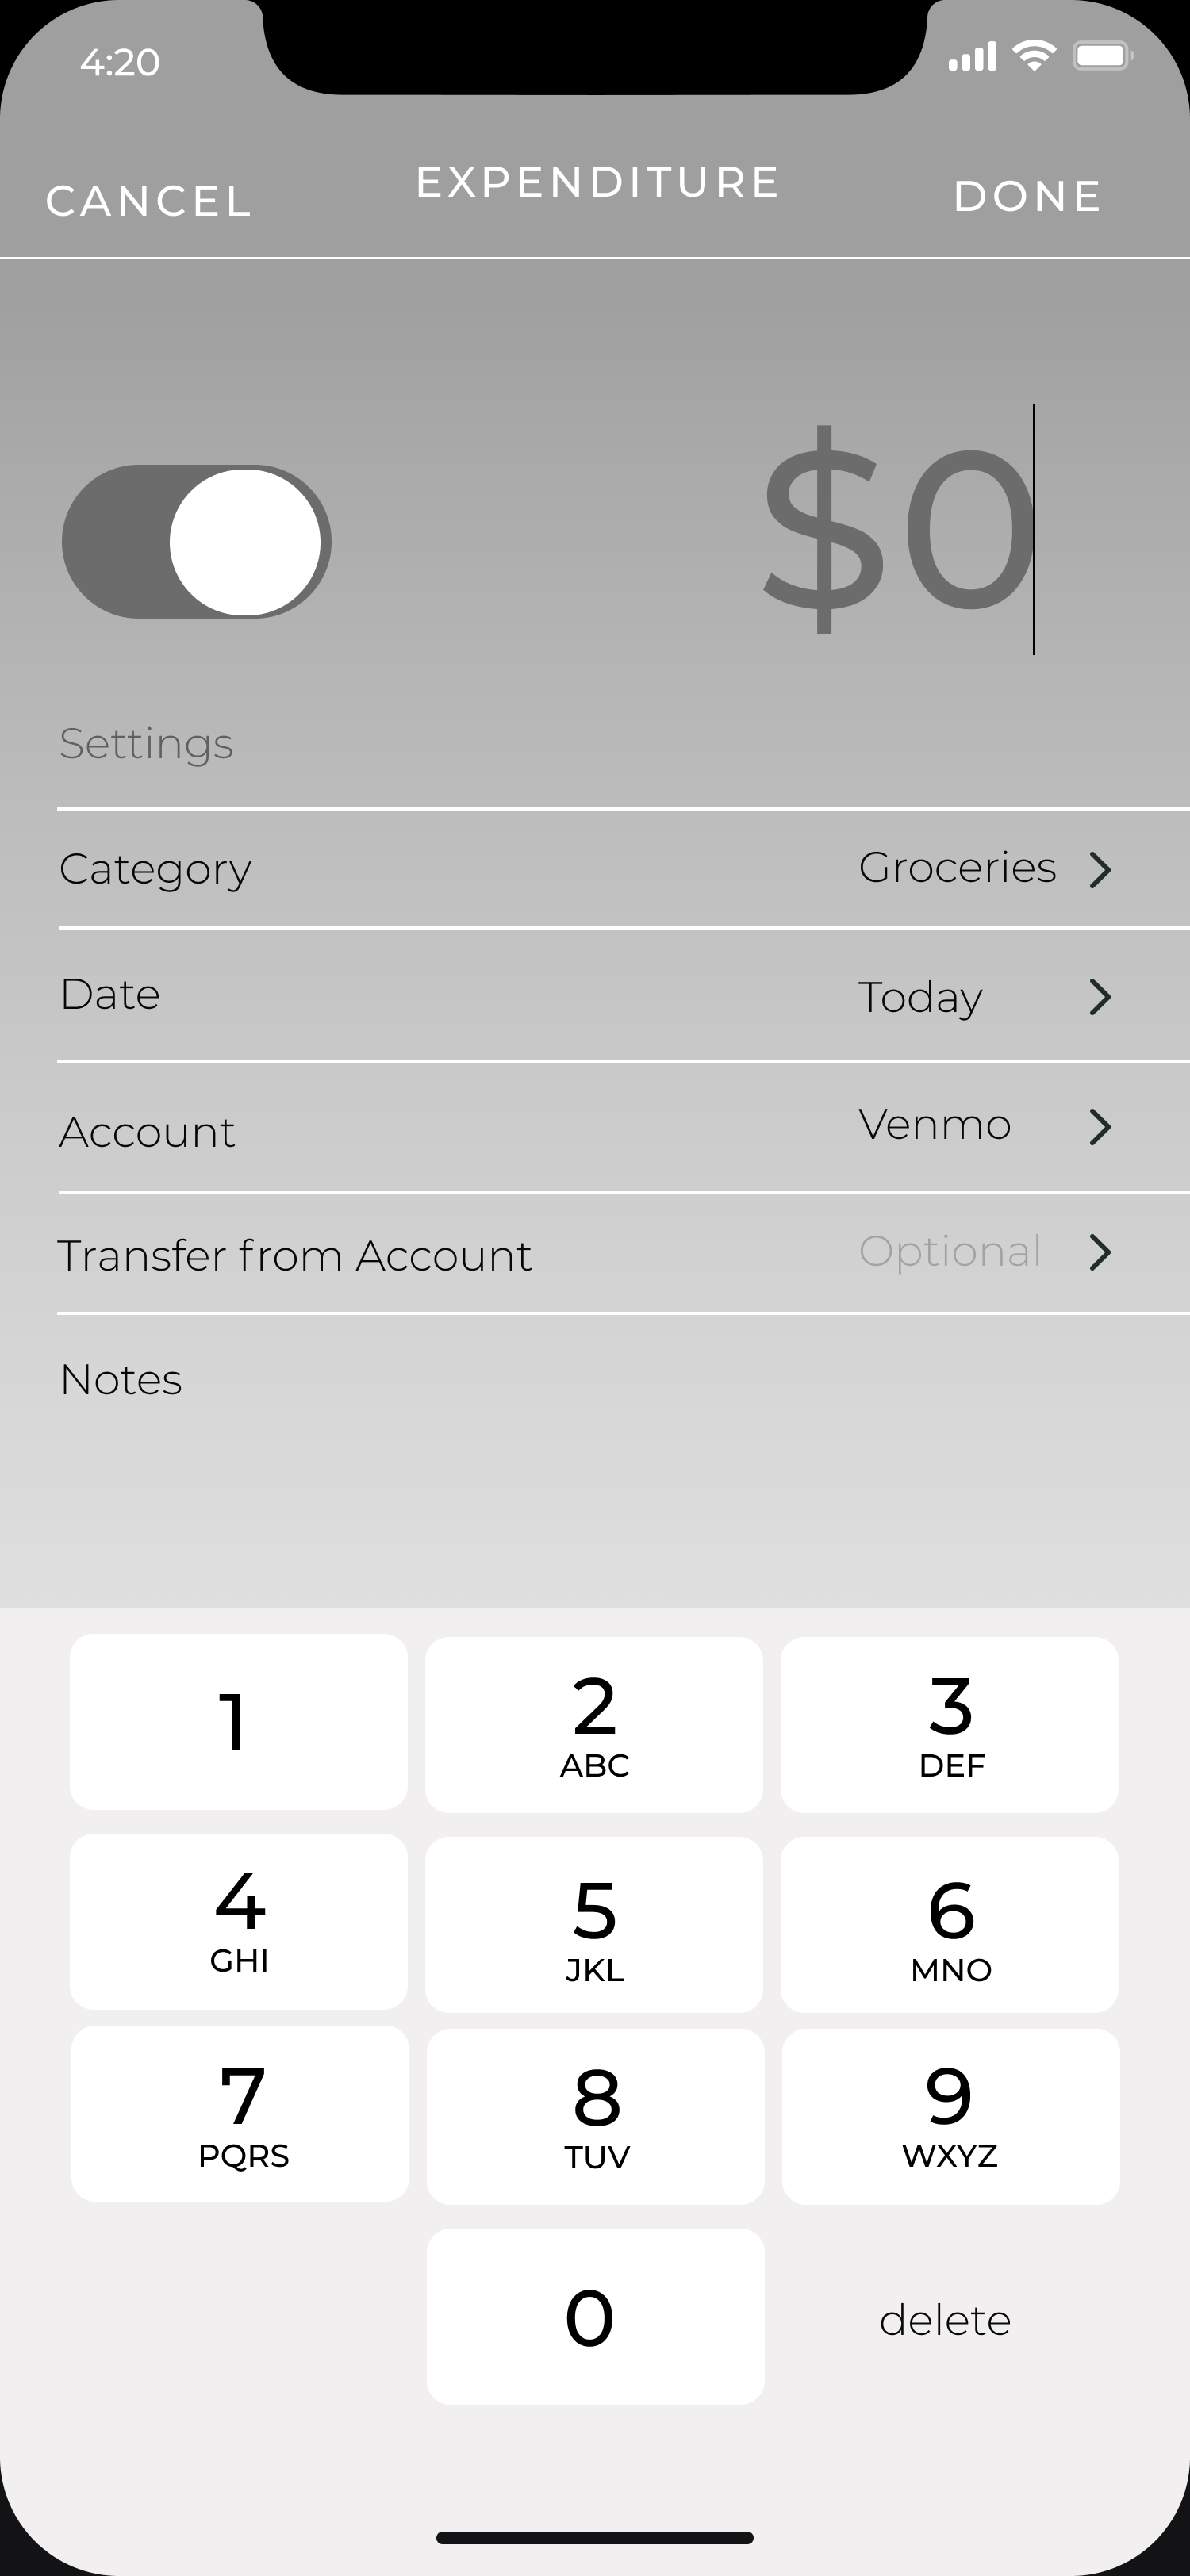 4:20
CANCEL EXPENDITURE DONE
$0
Settings
Category Groceries
Date Today
Account Venmo
Transfer from Account Optional
Notes
1 2 3
ABC DEF
4 5 6
GHI JKL MNO
7 8 9
PQRS TUV WXYZ
0 delete